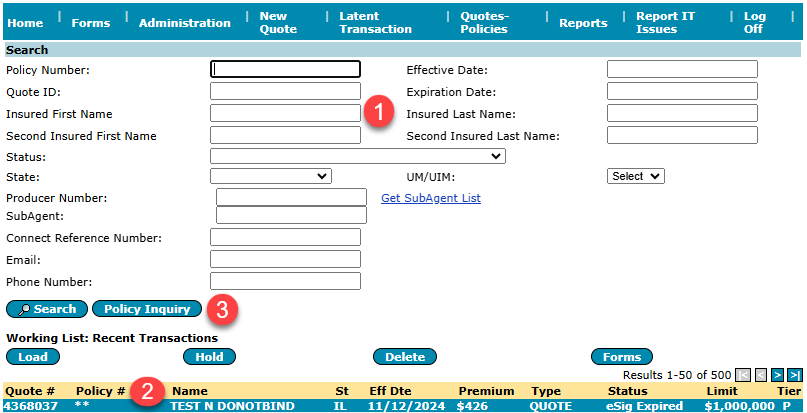 Home | Forms | Administration | New Quote | Latent Transaction | Quotes-Policies | Reports | Report IT Issues | Log Off
Search
Policy Number: Effective Date:
Quote ID: Expiration Date:
Insured First Name 1 Insured Last Name:
Second Insured First Name Second Insured Last Name:
Status:
State: UM/UIM: Select
Producer Number: Get SubAgent List
SubAgent:
Connect Reference Number:
Email:
Phone Number:
Search Policy Inquiry 3
Working List: Recent Transactions
Load Hold Delete Forms
Results 1-50 of 500 |< < > >|
Quote # Policy # 2 Name St Eff Dte Premium Type Status Limit Tier
4368037 ** TEST N DONOTBIND IL 11/12/2024 $426 QUOTE eSig Expired $1,000,000 P